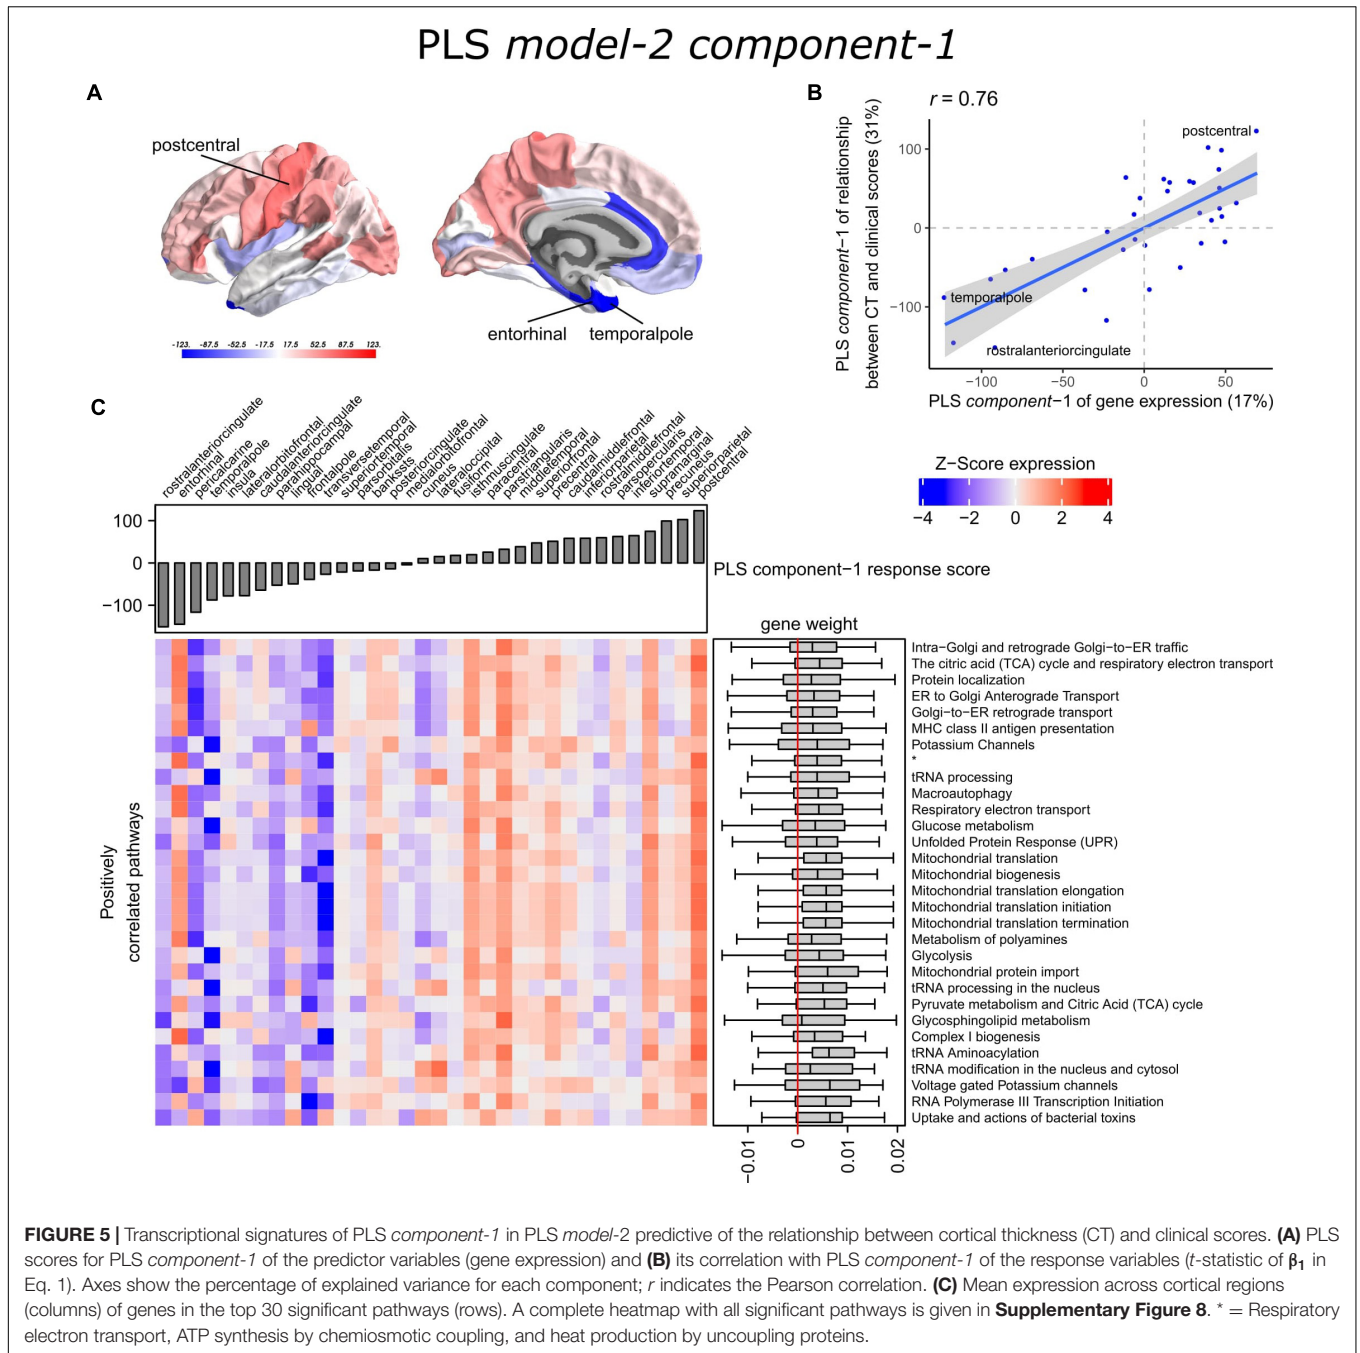 PLS model-2 component-1
A
postcentral
entorhinal
temporalpole
-123. -87.5 -52.5 -17.5 17.5 52.5 87.5 123.
B
r = 0.76
PLS component−1 of relationship
between CT and clinical scores (31%)
100
0
−100
postcentral
temporalpole
rostralanteriorcingulate
−100 −50 0 50
PLS component−1 of gene expression (17%)
C
rostralanteriorcingulate
entorhinal
pericalcarine
temporalpole
insula
lateralorbitofrontal
caudalanteriorcingulate
parahippocampal
lingual
frontalpole
transversetemporal
superiortemporal
parsorbitalis
bankssts
posteriorcingulate
medialorbitofrontal
cuneus
lateraloccipital
fusiform
isthmuscingulate
paracentral
parstriangularis
middletemporal
superiorfrontal
precentral
caudalmiddlefrontal
inferiorparietal
rostralmiddlefrontal
parsopercularis
inferiortemporal
supramarginal
precuneus
superiorparietal
postcentral
Z−Score expression
−4 −2 0 2 4
100
0
−100
PLS component−1 response score
gene weight
Positively
correlated pathways
Intra−Golgi and retrograde Golgi−to−ER traffic
The citric acid (TCA) cycle and respiratory electron transport
Protein localization
ER to Golgi Anterograde Transport
Golgi−to−ER retrograde transport
MHC class II antigen presentation
Potassium Channels
*
tRNA processing
Macroautophagy
Respiratory electron transport
Glucose metabolism
Unfolded Protein Response (UPR)
Mitochondrial translation
Mitochondrial biogenesis
Mitochondrial translation elongation
Mitochondrial translation initiation
Mitochondrial translation termination
Metabolism of polyamines
Glycolysis
Mitochondrial protein import
tRNA processing in the nucleus
Pyruvate metabolism and Citric Acid (TCA) cycle
Glycosphingolipid metabolism
Complex I biogenesis
tRNA Aminoacylation
tRNA modification in the nucleus and cytosol
Voltage gated Potassium channels
RNA Polymerase III Transcription Initiation
Uptake and actions of bacterial toxins
−0.01 0 0.01 0.02
FIGURE 5 | Transcriptional signatures of PLS component-1 in PLS model-2 predictive of the relationship between cortical thickness (CT) and clinical scores. (A) PLS
scores for PLS component-1 of the predictor variables (gene expression) and (B) its correlation with PLS component-1 of the response variables (t-statistic of β₁ in
Eq. 1). Axes show the percentage of explained variance for each component; r indicates the Pearson correlation. (C) Mean expression across cortical regions
(columns) of genes in the top 30 significant pathways (rows). A complete heatmap with all significant pathways is given in Supplementary Figure 8. * = Respiratory
electron transport, ATP synthesis by chemiosmotic coupling, and heat production by uncoupling proteins.